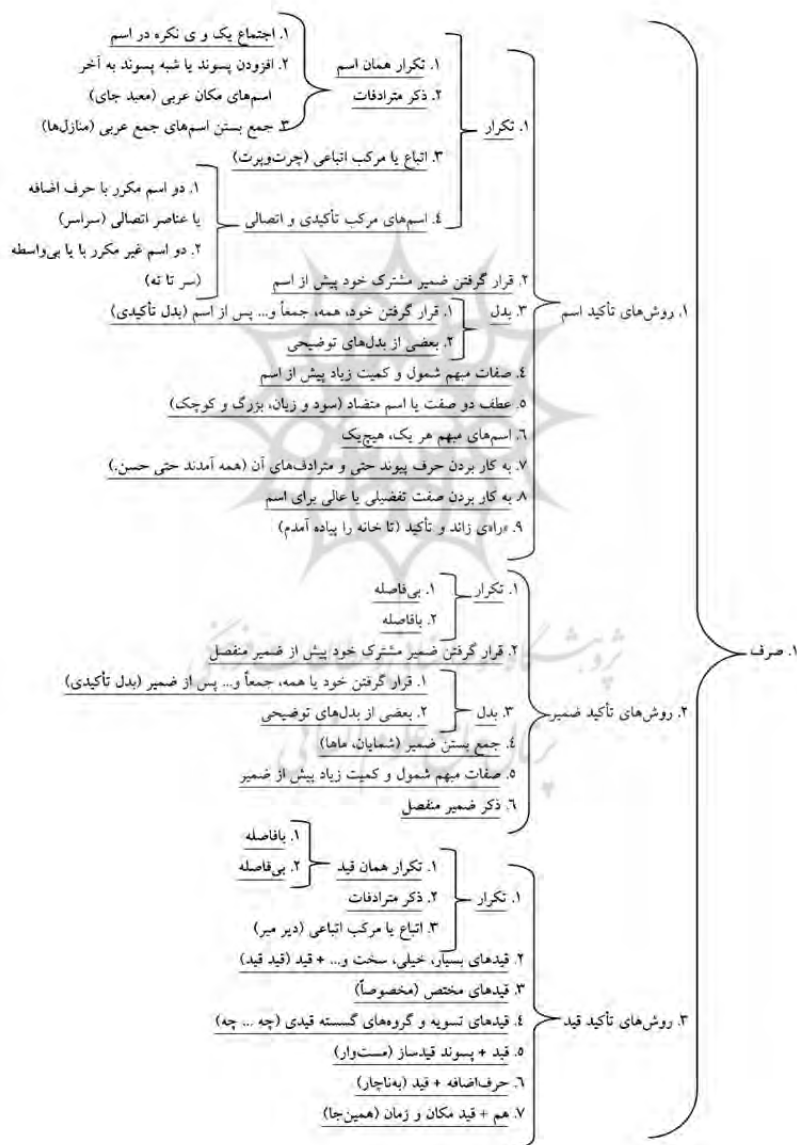 ۱. صرف
۱. روش‌های تأکید اسم
۱. تکرار
۱. تکرار همان اسم
۱. اجتماع یک و ی نکره در اسم
۲. افزودن پسوند یا شبه پسوند به آخر
اسم‌های مکان عربی (معبد جای)
۳. جمع بستن اسم‌های جمع عربی (منازل‌ها)
۲. ذکر مترادفات
۳. اتباع یا مرکب اتباعی (چرت‌وپرت)
۴. اسم‌های مرکب تأکیدی و اتصالی
۱. دو اسم مکرر با حرف اضافه
یا عناصر اتصالی (سراسر)
۲. دو اسم غیر مکرر با یا بی‌واسطه
(سر تا ته)
۲. قرار گرفتن ضمیر مشترک خود پیش از اسم
۳. بدل
۱. قرار گرفتن خود، همه، جمعاً و... پس از اسم (بدل تأکیدی)
۲. بعضی از بدل‌های توضیحی
۴. صفات مبهم شمول و کمیت زیاد پیش از اسم
۵. عطف دو صفت یا اسم متضاد (سود و زیان، بزرگ و کوچک)
۶. اسم‌های مبهم هر یک، هیچ‌یک
۷. به کار بردن حرف پیوند حتی و مترادف‌های آن (همه آمدند حتی حسن.)
۸. به کار بردن صفت تفضیلی یا عالی برای اسم
۹. «را»ی زائد و تأکید (تا خانه را پیاده آمدم)
۲. روش‌های تأکید ضمیر
۱. تکرار
۱. بی‌فاصله
۲. بافاصله
۲. قرار گرفتن ضمیر مشترک خود پیش از ضمیر منفصل
۳. بدل
۱. قرار گرفتن خود یا همه، جمعاً و... پس از ضمیر (بدل تأکیدی)
۲. بعضی از بدل‌های توضیحی
۴. جمع بستن ضمیر (شمایان، ماها)
۵. صفات مبهم شمول و کمیت زیاد پیش از ضمیر
۶. ذکر ضمیر منفصل
۳. روش‌های تأکید قید
۱. تکرار
۱. تکرار همان قید
۱. بافاصله
۲. بی‌فاصله
۲. ذکر مترادفات
۳. اتباع یا مرکب اتباعی (دیر میر)
۲. قیدهای بسیار، خیلی، سخت و... + قید (قید قید)
۳. قیدهای مختص (مخصوصاً)
۴. قیدهای تسویه و گروه‌های گسسته قیدی (چه ... چه)
۵. قید + پسوند قیدساز (مست‌وار)
۶. حرف‌اضافه + قید (به‌ناچار)
۷. هم + قید مکان و زمان (همین‌جا)